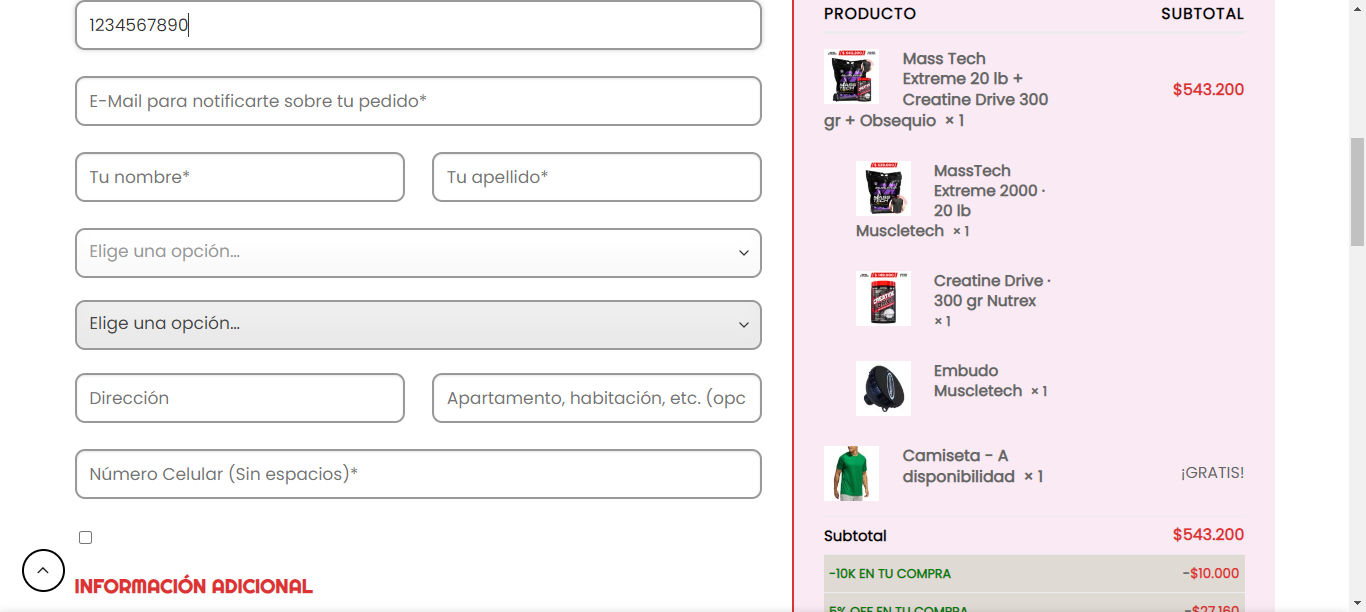 1234567890
E-Mail para notificarte sobre tu pedido*
Tu nombre*
Tu apellido*
Elige una opción...
Elige una opción...
Dirección
Apartamento, habitación, etc. (opc
Número Celular (Sin espacios)*
INFORMACIÓN ADICIONAL
PRODUCTO
SUBTOTAL
Mass Tech
Extreme 20 lb +
Creatine Drive 300
gr + Obsequio × 1
$543.200
MassTech
Extreme 2000 ·
20 lb
Muscletech × 1
Creatine Drive ·
300 gr Nutrex
× 1
Embudo
Muscletech × 1
Camiseta - A
disponibilidad × 1
¡GRATIS!
Subtotal
$543.200
-10K EN TU COMPRA
-$10.000
5% OFF EN TU COMPRA
-$27.160